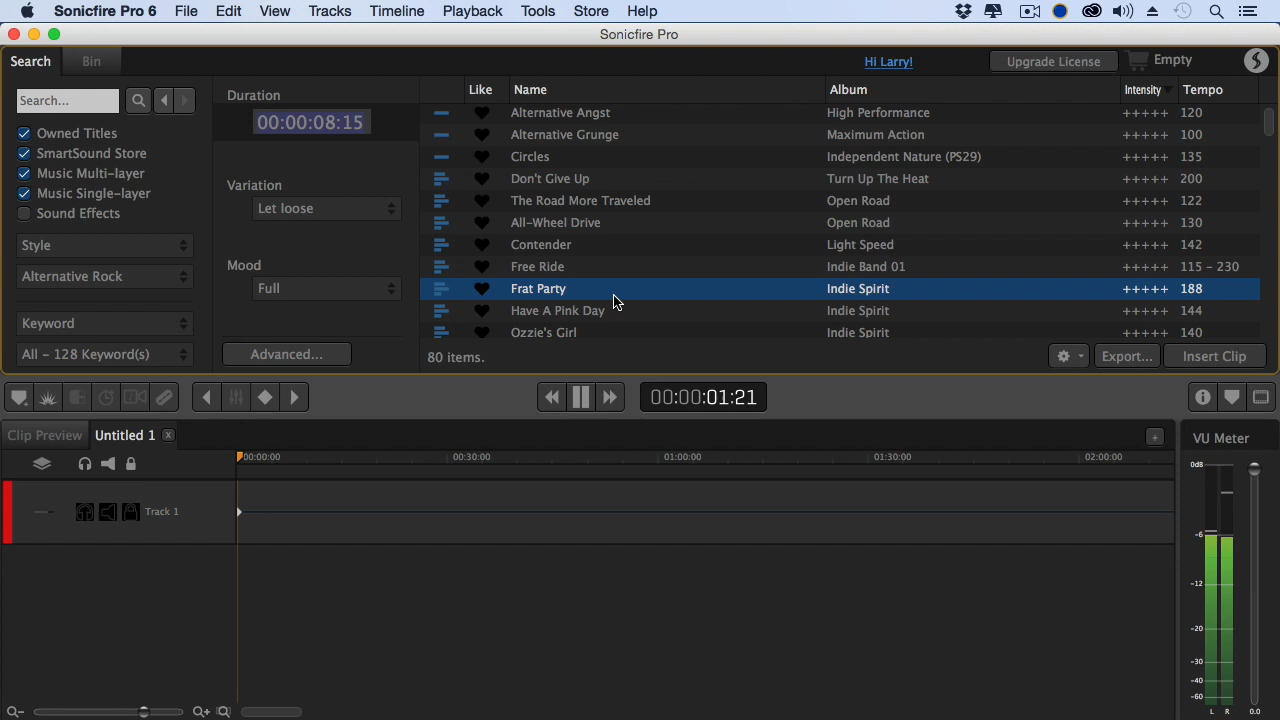 Sonicfire Pro 6 File Edit View Tracks Timeline Playback Tools Store Help
Sonicfire Pro
Search Bin Hi Larry! Upgrade License Empty
Search...
Owned Titles
SmartSound Store
Music Multi-layer
Music Single-layer
Sound Effects
Style
Alternative Rock
Keyword
All - 128 Keyword(s)
Duration
00:00:08:15
Variation
Let loose
Mood
Full
Advanced...
Like Name Album Intensity Tempo
Alternative Angst High Performance +++++ 120
Alternative Grunge Maximum Action +++++ 100
Circles Independent Nature (PS29) +++++ 135
Don't Give Up Turn Up The Heat +++++ 200
The Road More Traveled Open Road +++++ 122
All-Wheel Drive Open Road +++++ 130
Contender Light Speed +++++ 142
Free Ride Indie Band 01 +++++ 115 - 230
Frat Party Indie Spirit +++++ 188
Have A Pink Day Indie Spirit +++++ 144
Ozzie's Girl Indie Spirit +++++ 140
80 items. Export... Insert Clip
00:00:01:21
Clip Preview Untitled 1 VU Meter
00:00:00 00:30:00 01:00:00 01:30:00 02:00:00
Track 1
0dB
-6
-12
-20
-30
-40
-60
L R 0.0